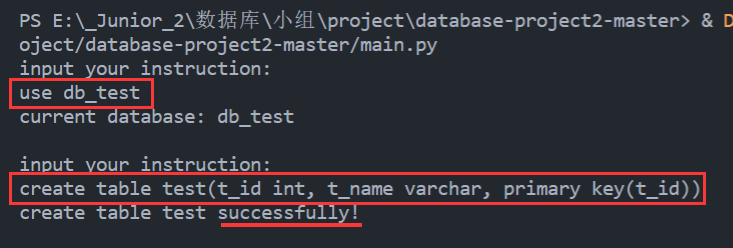 PS E:\_Junior_2\数据库\小组\project\database-project2-master> & D
oject/database-project2-master/main.py
input your instruction:
use db_test
current database: db_test
input your instruction:
create table test(t_id int, t_name varchar, primary key(t_id))
create table test successfully!